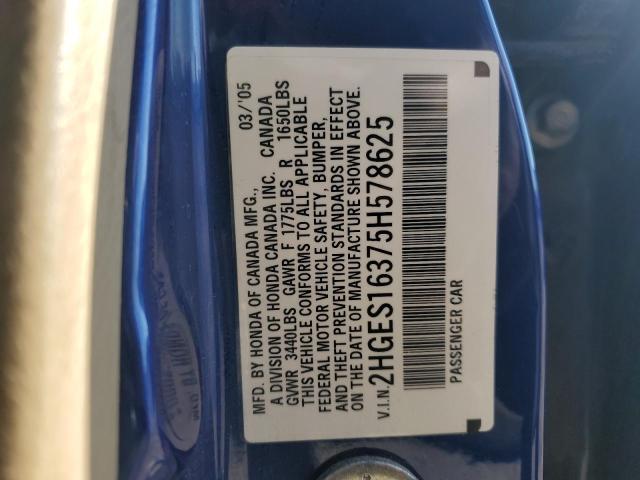 MFD. BY HONDA OF CANADA MFG., 03/'05
A DIVISION OF HONDA CANADA INC. CANADA
GVWR 3440LBS GAWR F 1775LBS R 1650LBS
THIS VEHICLE CONFORMS TO ALL APPLICABLE
FEDERAL MOTOR VEHICLE SAFETY, BUMPER,
AND THEFT PREVENTION STANDARDS IN EFFECT
ON THE DATE OF MANUFACTURE SHOWN ABOVE.
V.I.N. 2HGES16375H578625
PASSENGER CAR